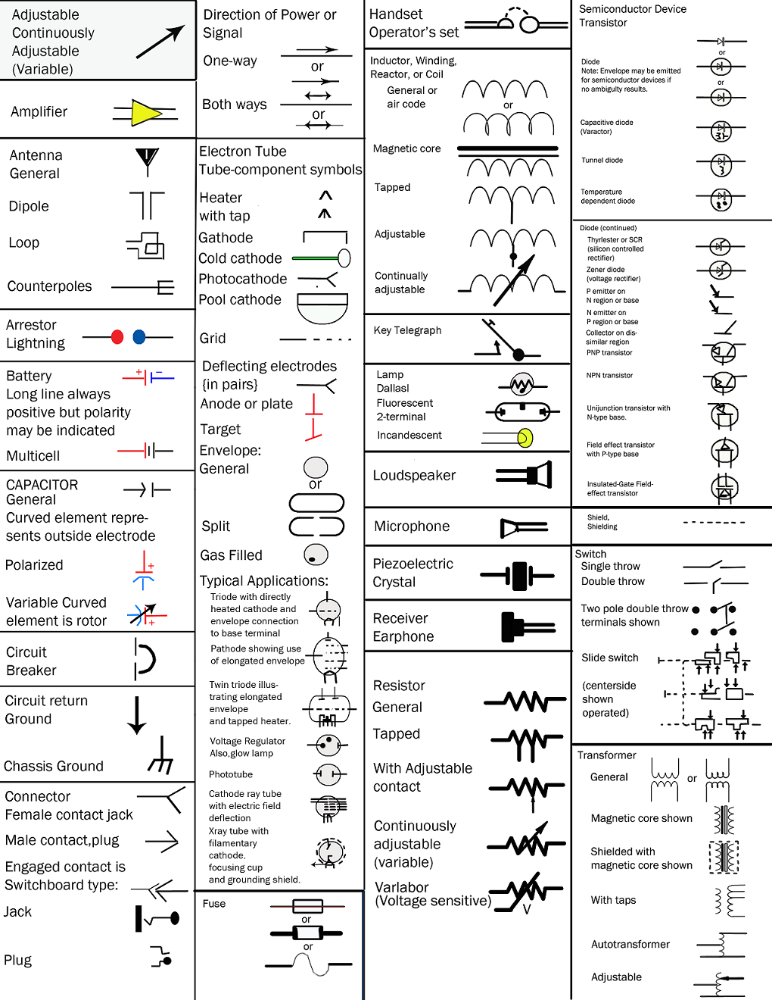 Adjustable
Continuously
Adjustable
(Variable)
Amplifier
Antenna
General
Dipole
Loop
Counterpoles
Arrestor
Lightning
Battery
+ −
Long line always
positive but polarity
may be indicated
Multicell
CAPACITOR
General
Curved element repre-
sents outside electrode
Polarized
+
Variable Curved
element is rotor
+
Circuit
Breaker
Circuit return
Ground
Chassis Ground
Connector
Female contact jack
Male contact,plug
Engaged contact is
Switchboard type:
Jack
Plug
Direction of Power or
Signal
One-way
or
Both ways
or
Electron Tube
Tube-component symbols
Heater
with tap
Gathode
Cold cathode
Photocathode
Pool cathode
Grid
Deflecting electrodes
{in pairs}
Anode or plate
Target
Envelope:
General
or
Split
Gas Filled
Typical Applications:
Triode with directly
heated cathode and
envelope connection
to base terminal
Pathode showing use
of elongated envelope
Twin triode illus-
trating elongated
envelope
and tapped heater.
Voltage Regulator
Also,glow lamp
Phototube
Cathode ray tube
with electric field
deflection
Xray tube with
filamentary
cathode.
focusing cup
and grounding shield.
Fuse
or
or
Handset
Operator's set
Inductor, Winding,
Reactor, or Coil
General or
air code
or
Magnetic core
Tapped
Adjustable
Continually
adjustable
Key Telegraph
Lamp
Dallasl
Fluorescent
2-terminal
Incandescent
Loudspeaker
Microphone
Piezoelectric
Crystal
Receiver
Earphone
Resistor
General
Tapped
With Adjustable
contact
Continuously
adjustable
(variable)
Varlabor
(Voltage sensitive)
V
Semiconductor Device
Transistor
or
Diode
Note: Envelope may be emitted
for semiconductor devices if
no ambiguity results.
or
Capacitive diode
(Varactor)
Tunnel diode
Temperature
dependent diode
Diode (continued)
Thyrlester or SCR
(silicon controlled
rectifier)
Zener diode
(voltage rectifier)
P emitter on
N region or base
N emitter on
P region or base
Collector on dis-
similar region
PNP transistor
NPN transistor
Unijunction transistor with
N-type base.
Field effect transistor
with P-type base
Insulated-Gate Field-
effect transistor
Shield,
Shielding
Switch
Single throw
Double throw
Two pole double throw
terminals shown
Slide switch
(centerside
shown
operated)
Transformer
General
or
Magnetic core shown
Shielded with
magnetic core shown
With taps
Autotransformer
Adjustable